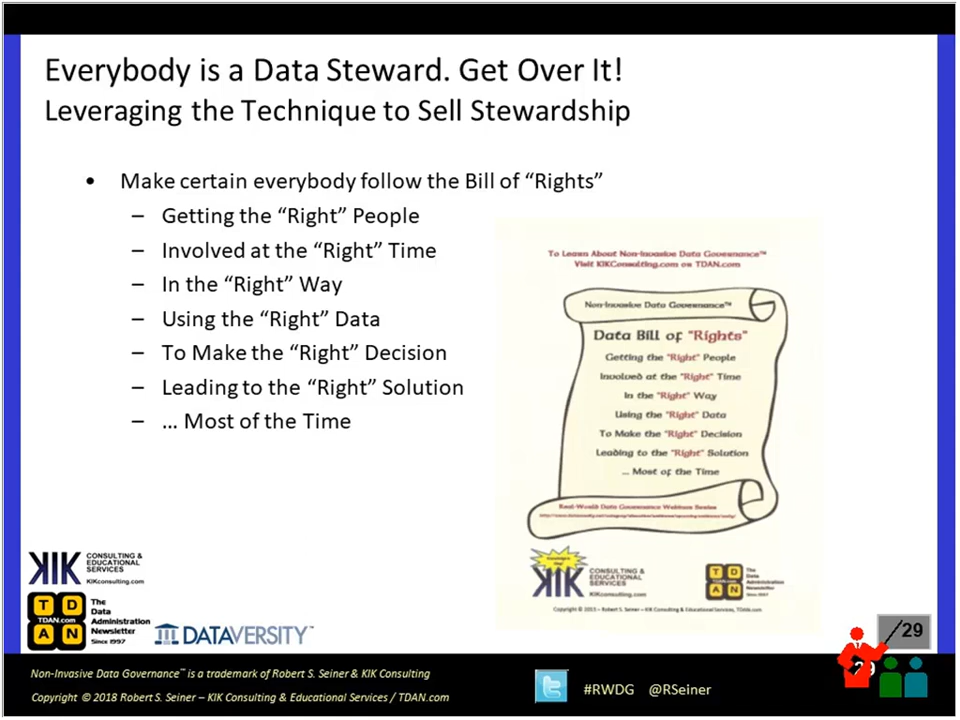 Everybody is a Data Steward. Get Over It!
Leveraging the Technique to Sell Stewardship
• Make certain everybody follow the Bill of “Rights”
– Getting the “Right” People
– Involved at the “Right” Time
– In the “Right” Way
– Using the “Right” Data
– To Make the “Right” Decision
– Leading to the “Right” Solution
– … Most of the Time
To Learn About Non-Invasive Data Governance™
Visit KIKConsulting.com or TDAN.com
Non-Invasive Data Governance™
Data Bill of "Rights"
Getting the "Right" People
Involved at the "Right" Time
In the "Right" Way
Using the "Right" Data
To Make the "Right" Decision
Leading to the "Right" Solution
... Most of the Time
Real-World Data Governance Webinar Series
KIK
CONSULTING &
EDUCATIONAL
SERVICES
KIKconsulting.com
T D
TDAN.com
A N
The
Data
Administration
Newsletter
Since 1997
Copyright © 2015 – Robert S. Seiner – KIK Consulting & Educational Services, TDAN.com
KIK
CONSULTING &
EDUCATIONAL
SERVICES
KIKconsulting.com
T D
TDAN.com
A N
The
Data
Administration
Newsletter
Since 1997
DATAVERSITY™
29
29
Non-Invasive Data Governance™ is a trademark of Robert S. Seiner & KIK Consulting
Copyright © 2018 Robert S. Seiner – KIK Consulting & Educational Services / TDAN.com
#RWDG @RSeiner